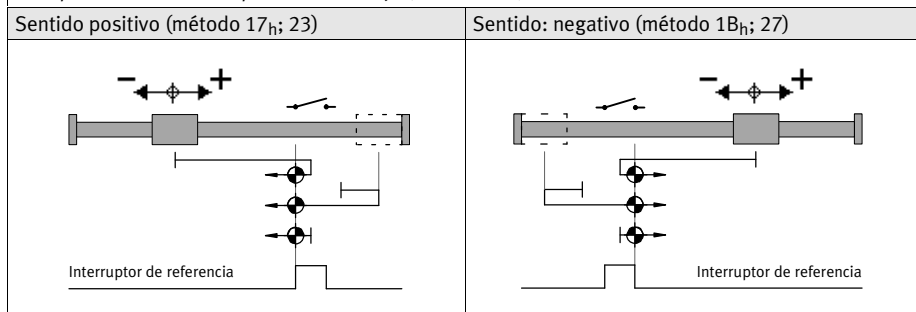 Sentido positivo (método 17h; 23)
Sentido: negativo (método 1Bh; 27)
− +
− +
Interruptor de referencia
Interruptor de referencia